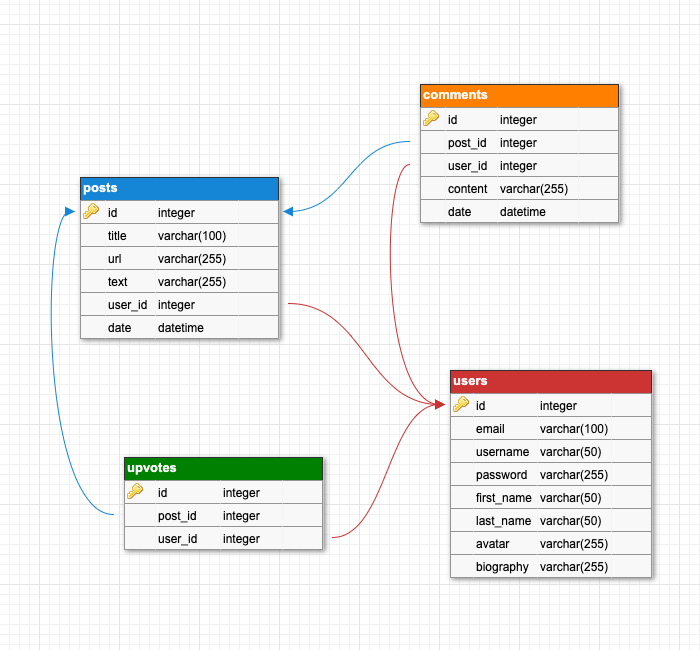 comments
id integer
post_id integer
user_id integer
content varchar(255)
date datetime
posts
id integer
title varchar(100)
url varchar(255)
text varchar(255)
user_id integer
date datetime
users
id integer
email varchar(100)
username varchar(50)
password varchar(255)
first_name varchar(50)
last_name varchar(50)
avatar varchar(255)
biography varchar(255)
upvotes
id integer
post_id integer
user_id integer